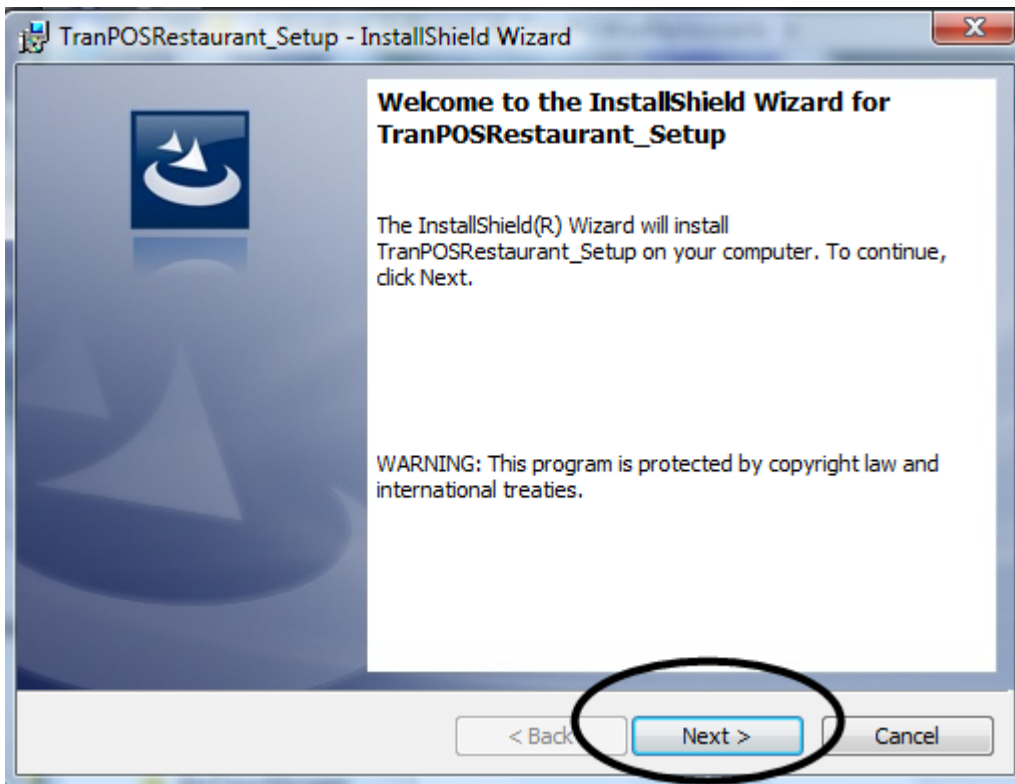 TranPOSRestaurant_Setup - InstallShield Wizard
Welcome to the InstallShield Wizard for
TranPOSRestaurant_Setup
The InstallShield(R) Wizard will install
TranPOSRestaurant_Setup on your computer. To continue,
click Next.
WARNING: This program is protected by copyright law and
international treaties.
< Back
Next >
Cancel